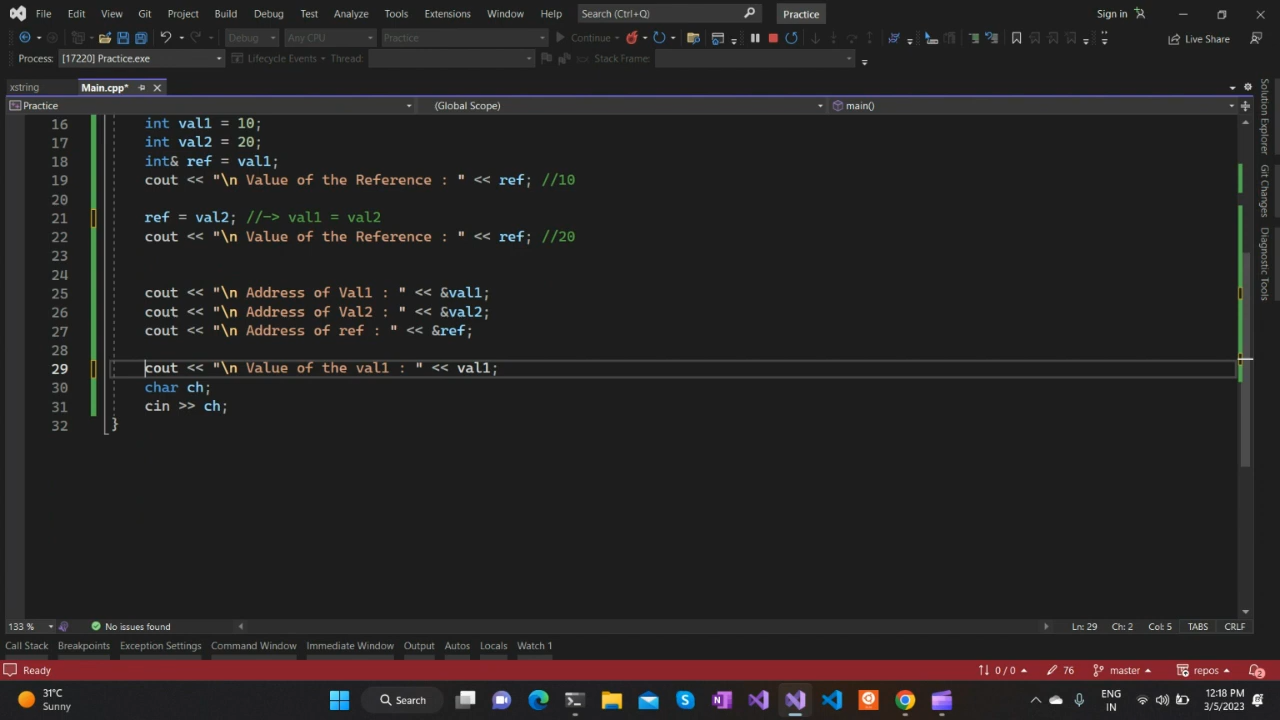 File Edit View Git Project Build Debug Test Analyze Tools Extensions Window Help Search (Ctrl+Q) Practice Sign in
Debug Any CPU Practice Continue Live Share
Process: [17220] Practice.exe Lifecycle Events Thread: Stack Frame:
xstring Main.cpp*
Practice (Global Scope) main()
16 int val1 = 10;
17 int val2 = 20;
18 int& ref = val1;
19 cout << "\n Value of the Reference : " << ref; //10
20
21 ref = val2; //-> val1 = val2
22 cout << "\n Value of the Reference : " << ref; //20
23
24
25 cout << "\n Address of Val1 : " << &val1;
26 cout << "\n Address of Val2 : " << &val2;
27 cout << "\n Address of ref : " << &ref;
28
29 cout << "\n Value of the val1 : " << val1;
30 char ch;
31 cin >> ch;
32 }
Solution Explorer
Git Changes
Diagnostic Tools
133 % No issues found Ln: 29 Ch: 2 Col: 5 TABS CRLF
Call Stack Breakpoints Exception Settings Command Window Immediate Window Output Autos Locals Watch 1
Ready 0 / 0 76 master repos 2
31°C
Sunny
Search
ENG
IN
12:18 PM
3/5/2023